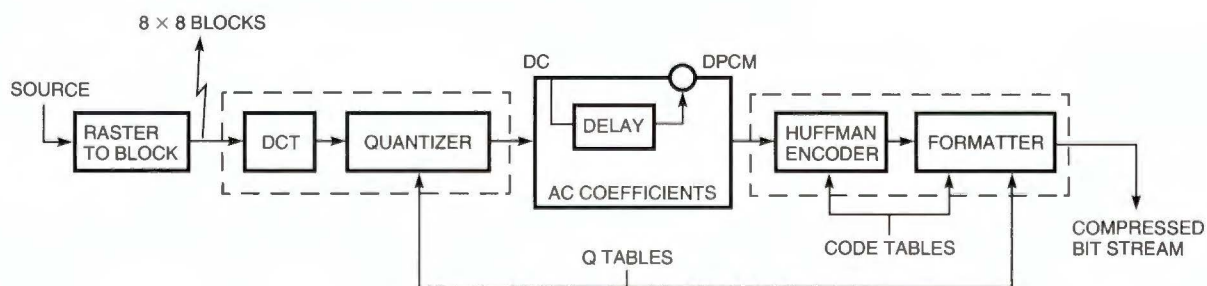 8 × 8 BLOCKS
SOURCE
RASTER
TO BLOCK
DCT
QUANTIZER
DC
DPCM
DELAY
AC COEFFICIENTS
HUFFMAN
ENCODER
FORMATTER
CODE TABLES
Q TABLES
COMPRESSED
BIT STREAM